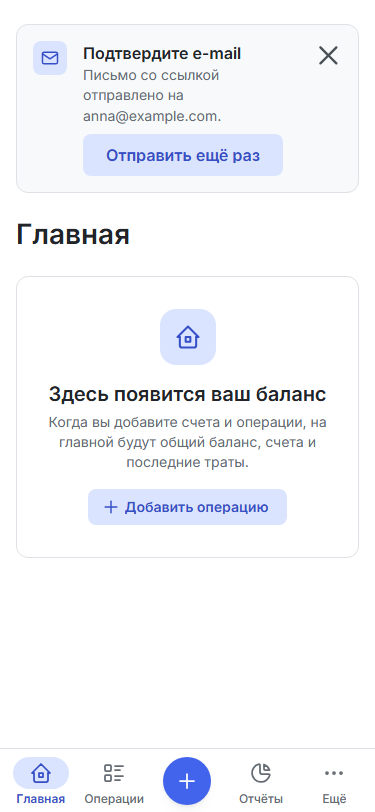 Подтвердите e-mail
Письмо со ссылкой
отправлено на
anna@example.com.
Отправить ещё раз
Главная
Здесь появится ваш баланс
Когда вы добавите счета и операции, на
главной будут общий баланс, счета и
последние траты.
Добавить операцию
Главная
Операции
Отчёты
Ещё